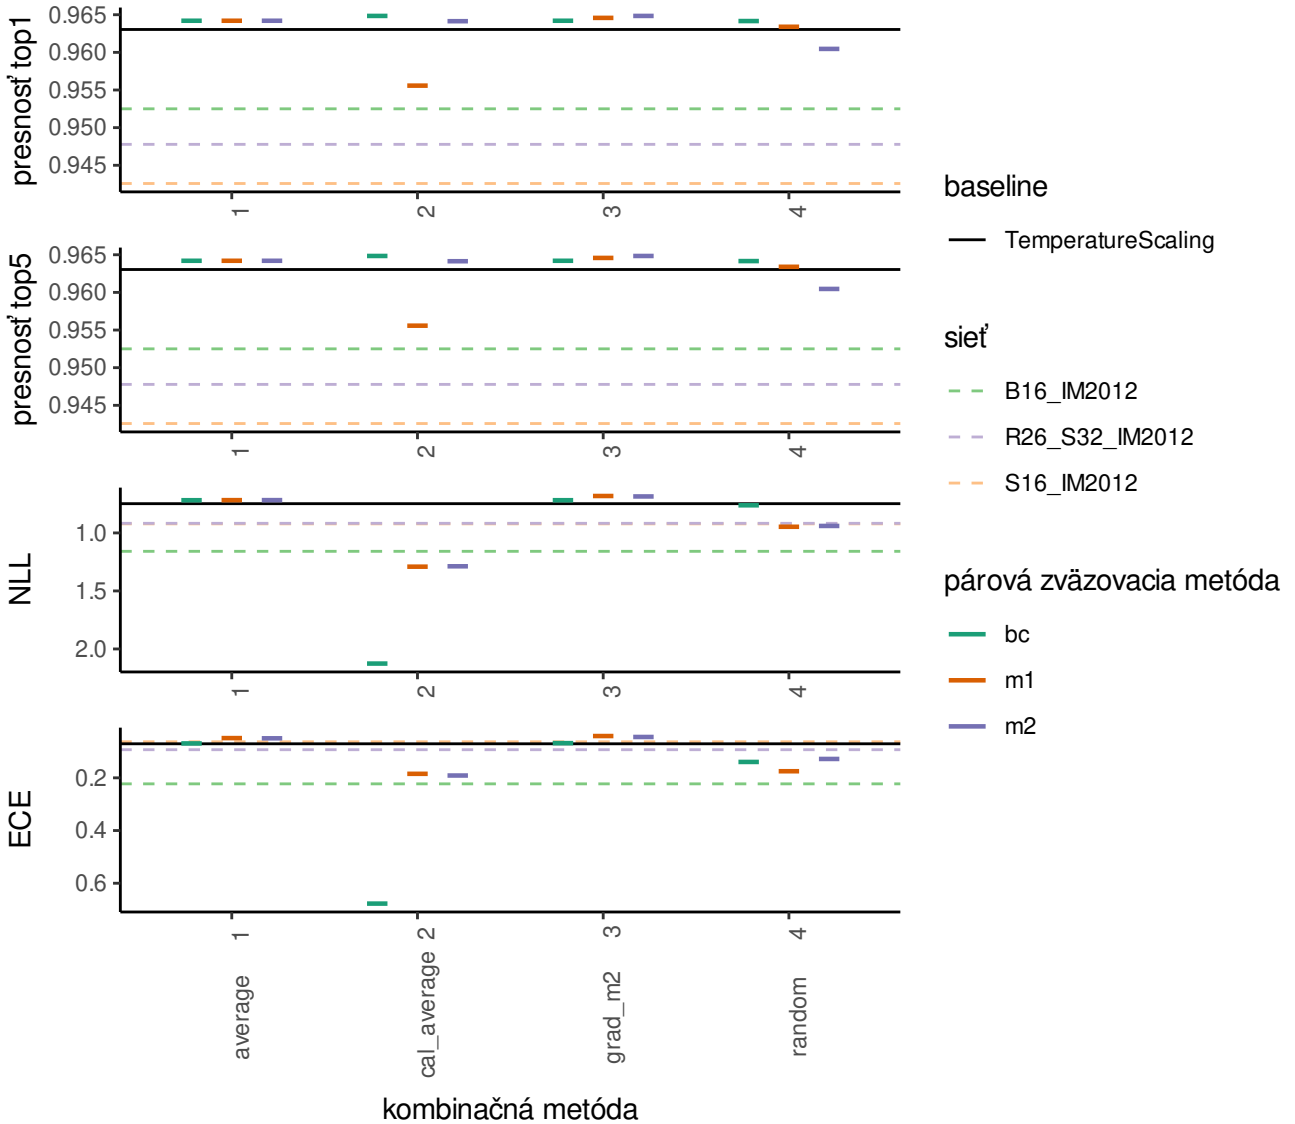 presnosť top1
0.965
0.960
0.955
0.950
0.945
1
2
3
4
presnosť top5
0.965
0.960
0.955
0.950
0.945
1
2
3
4
NLL
1.0
1.5
2.0
1
2
3
4
ECE
0.2
0.4
0.6
average 1
cal_average 2
grad_m2 3
random 4
kombinačná metóda
baseline
TemperatureScaling
sieť
B16_IM2012
R26_S32_IM2012
S16_IM2012
párová zväzovacia metóda
bc
m1
m2